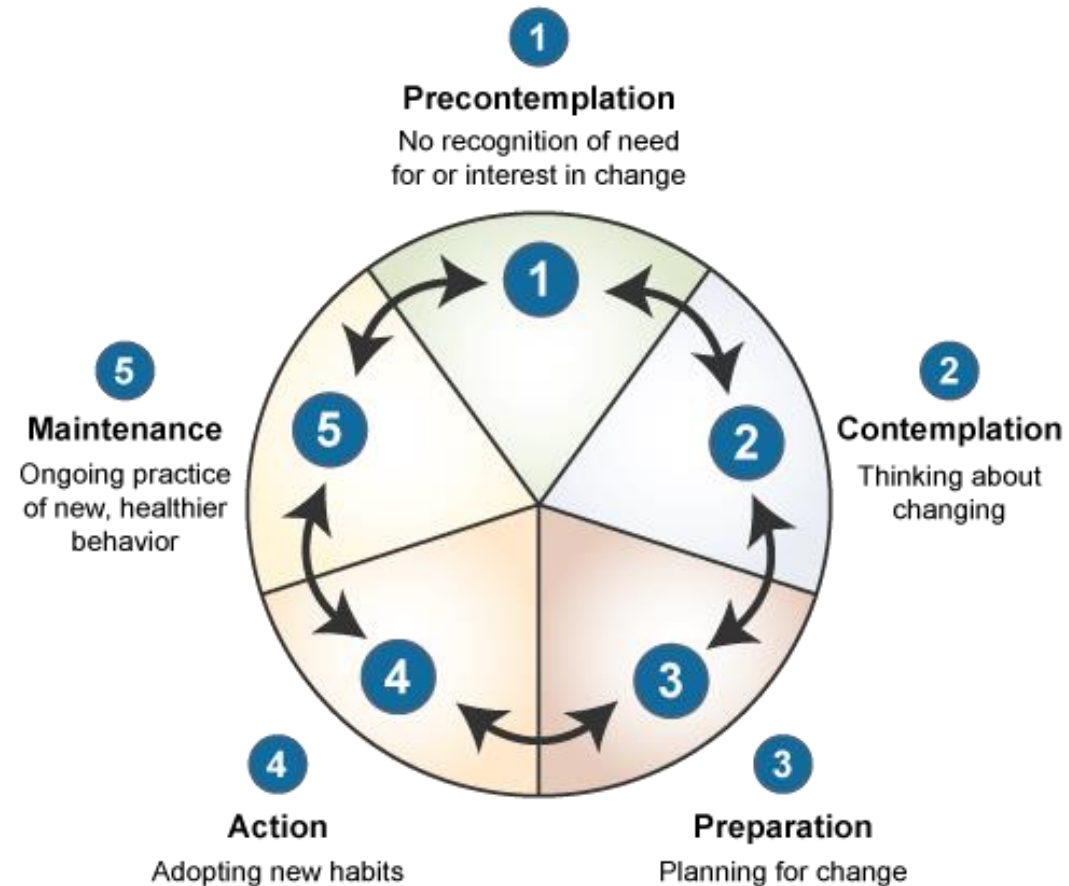 1
Precontemplation
No recognition of need
for or interest in change
1
5
Maintenance
Ongoing practice
of new, healthier
behavior
5
2
2
Contemplation
Thinking about
changing
4
3
4
Action
Adopting new habits
3
Preparation
Planning for change